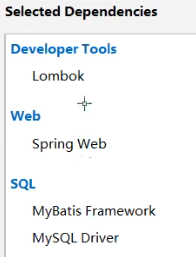 Selected Dependencies
Developer Tools
Lombok
Web
Spring Web
SQL
MyBatis Framework
MySQL Driver